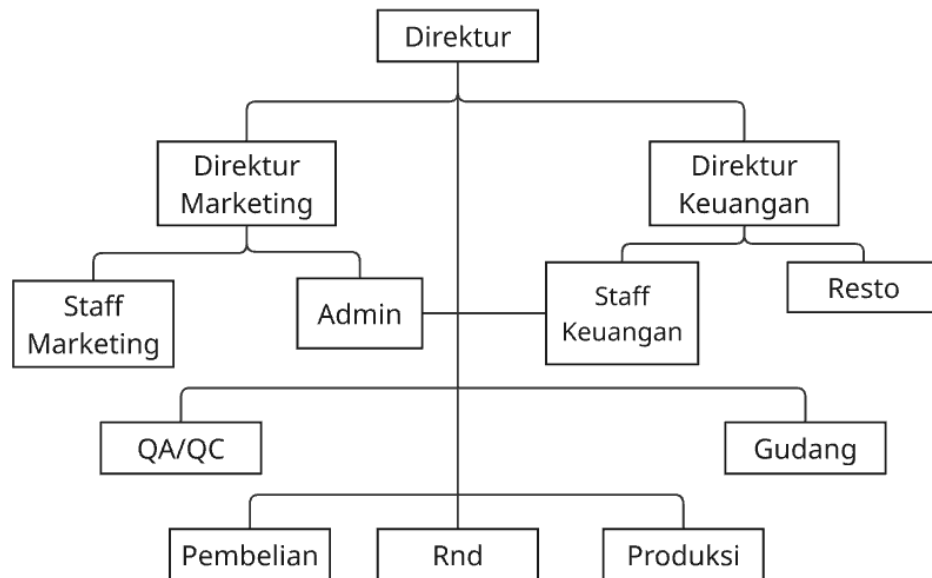 Direktur
Direktur
Marketing
Direktur
Keuangan
Staff
Marketing
Admin
Staff
Keuangan
Resto
QA/QC
Gudang
Pembelian
Rnd
Produksi